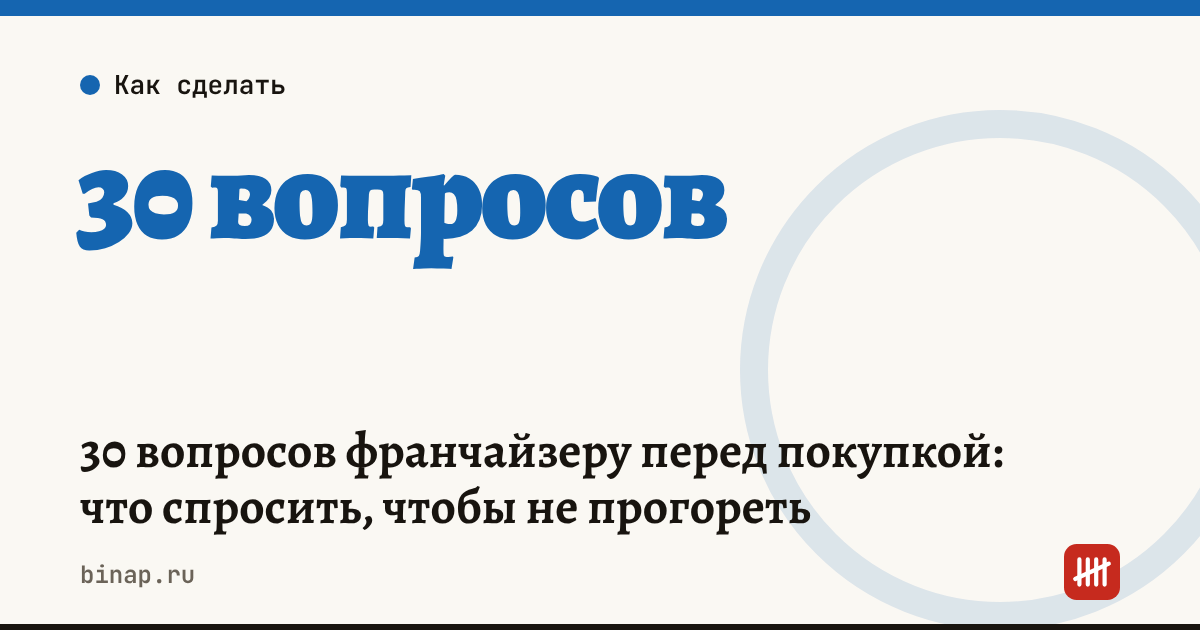 Как сделать
30 вопросов
30 вопросов франчайзеру перед покупкой:
что спросить, чтобы не прогореть
binap.ru